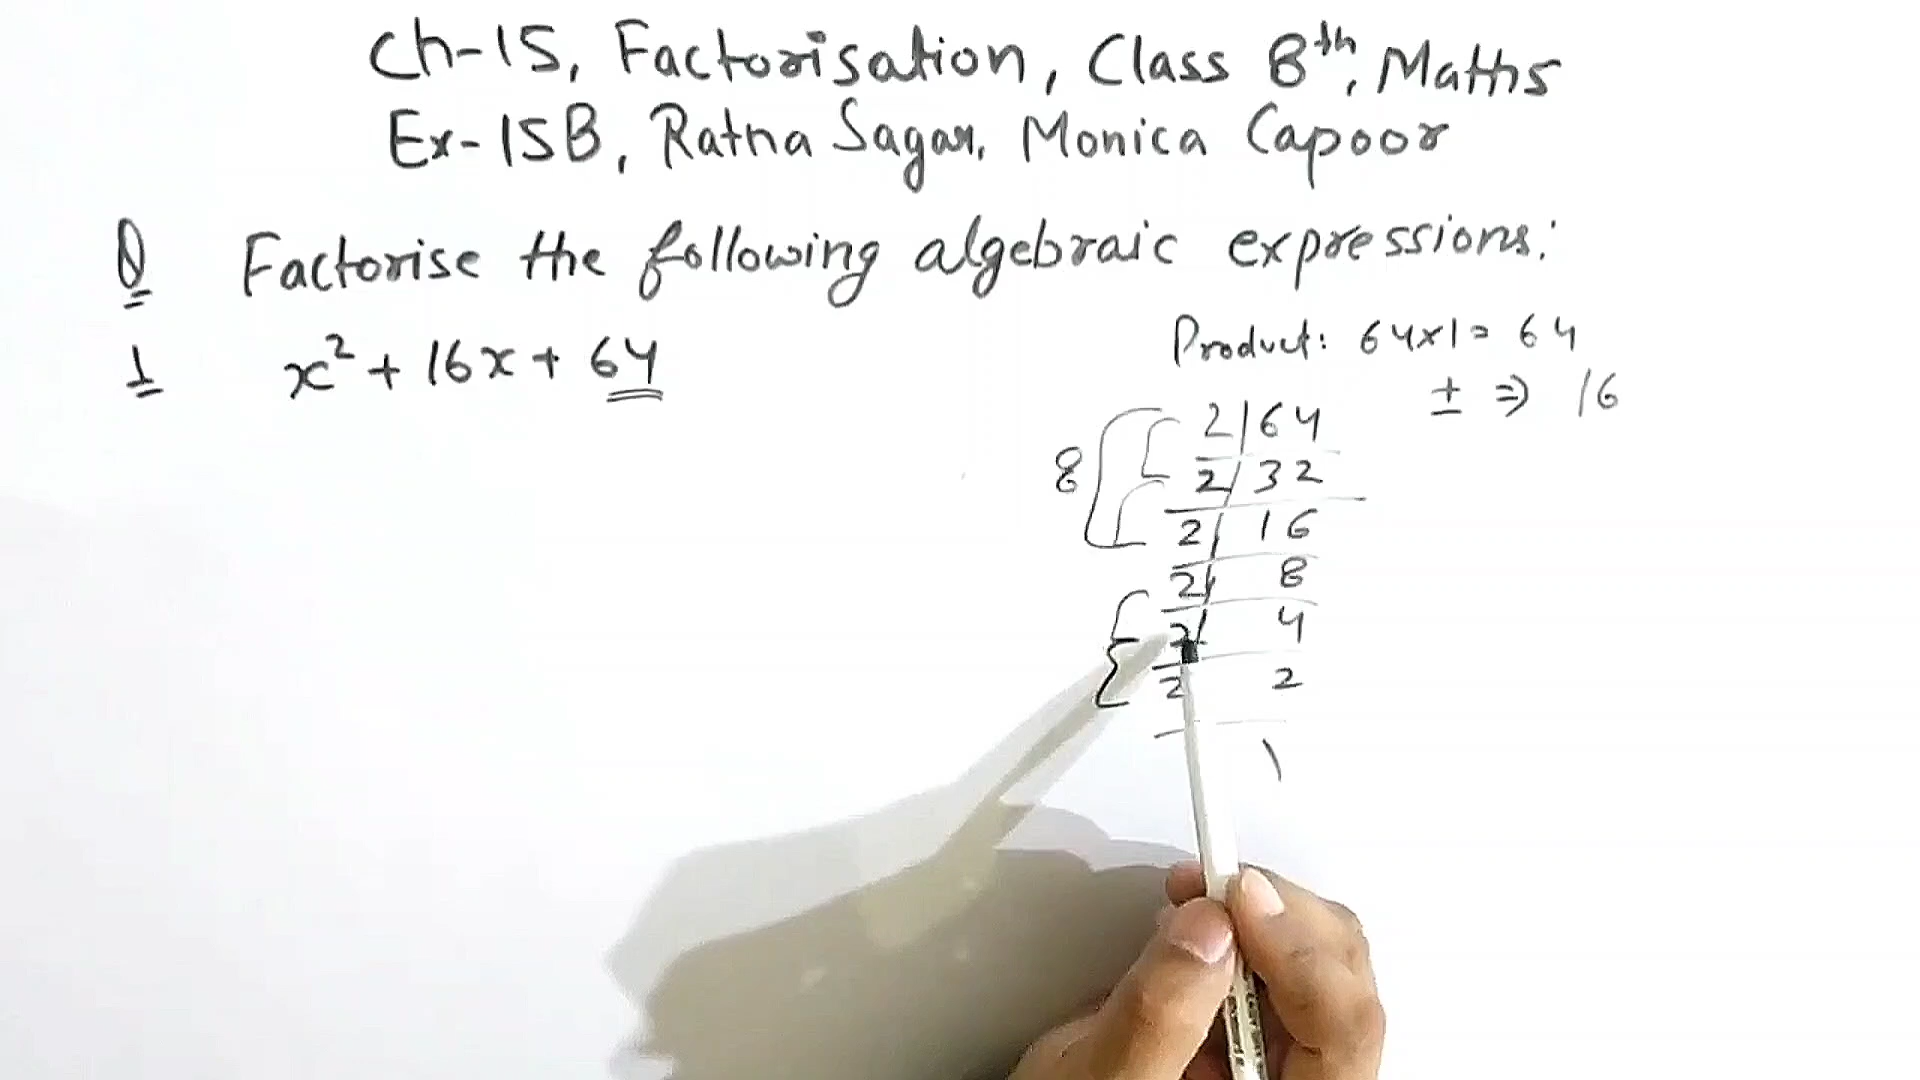 Ch-15, Factorisation, Class 8th, Maths
Ex-15B, Ratna Sagar, Monica Capoor
Q Factorise the following algebraic expressions:
1 x² + 16x + 64
Product: 64x1= 64
± ⇒ 16
2 64
8 2 32
2 16
2 8
2 4
2 2
1